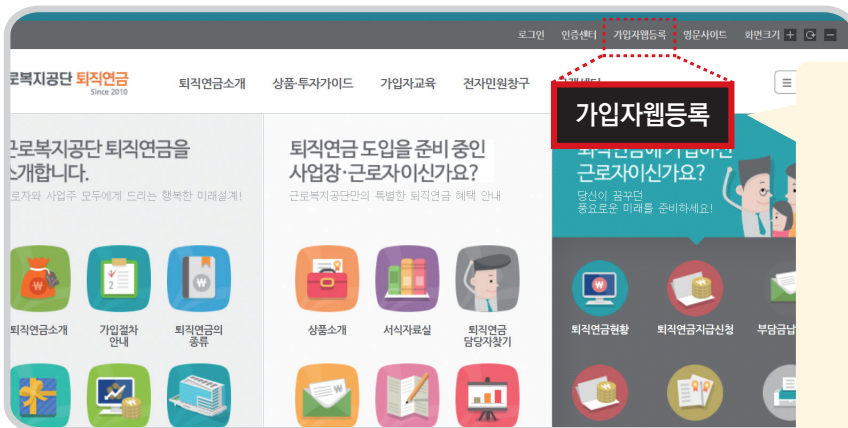 로그인 인증센터 가입자웹등록 영문사이트 화면크기
근로복지공단 퇴직연금
Since 2010
퇴직연금소개 상품·투자가이드 가입자교육 전자민원창구
가입자웹등록
근로복지공단 퇴직연금을
소개합니다.
근로자와 사업주 모두에게 드리는 행복한 미래설계!
퇴직연금 도입을 준비 중인
사업장·근로자이신가요?
근로복지공단만의 특별한 퇴직연금 혜택 안내
퇴직연금에 가입하신
근로자이신가요?
당신이 꿈꾸던
풍요로운 미래를 준비하세요!
퇴직연금소개 가입절차
안내 퇴직연금의
종류
상품소개 서식자료실 퇴직연금
담당자찾기
퇴직연금현황 퇴직연금지급신청 부담금납